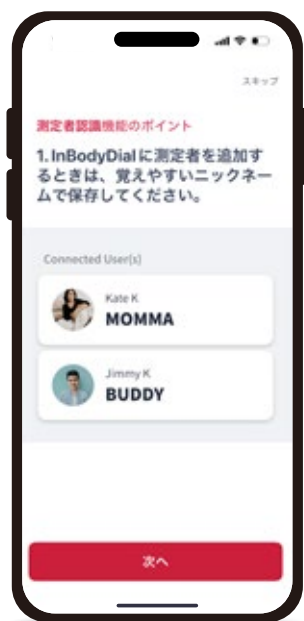 スキップ
測定者認識機能のポイント
1. InBodyDialに測定者を追加す
るときは、覚えやすいニックネー
ムで保存してください。
Connected User(s)
Kate K
MOMMA
Jimmy K
BUDDY
次へ